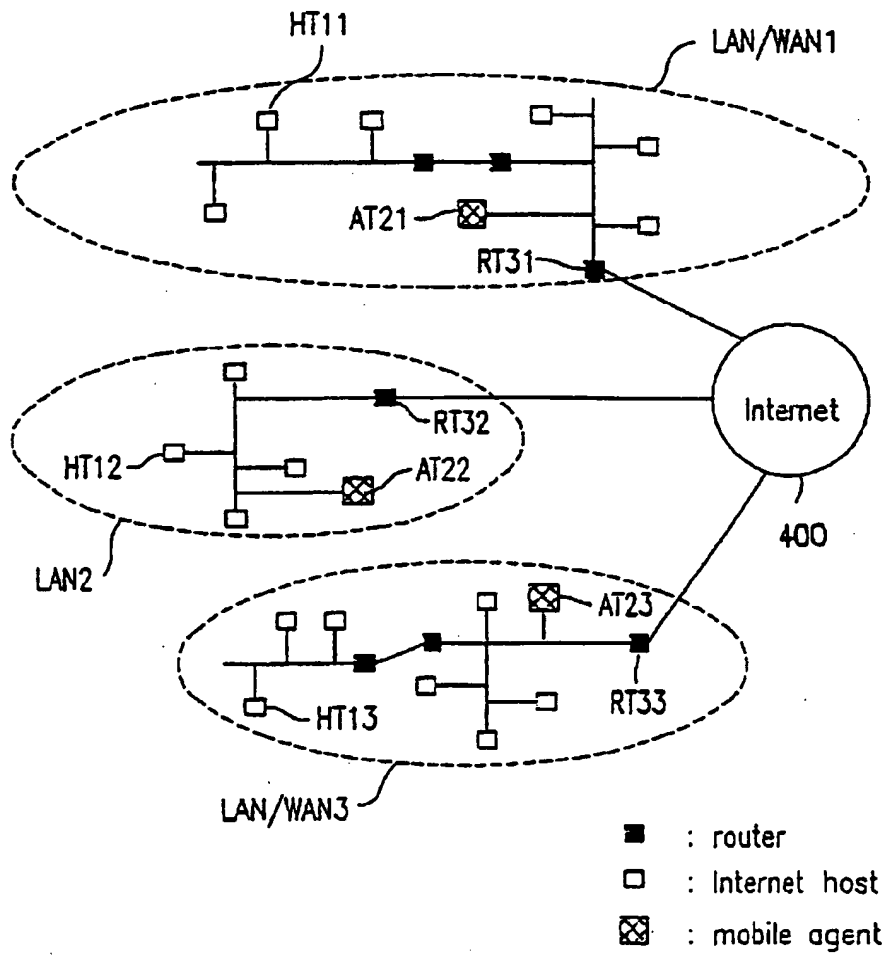 HT11
LAN/WAN1
AT21
RT31
Internet
RT32
HT12
AT22
400
LAN2
AT23
HT13
RT33
LAN/WAN3
: router
: Internet host
: mobile agent